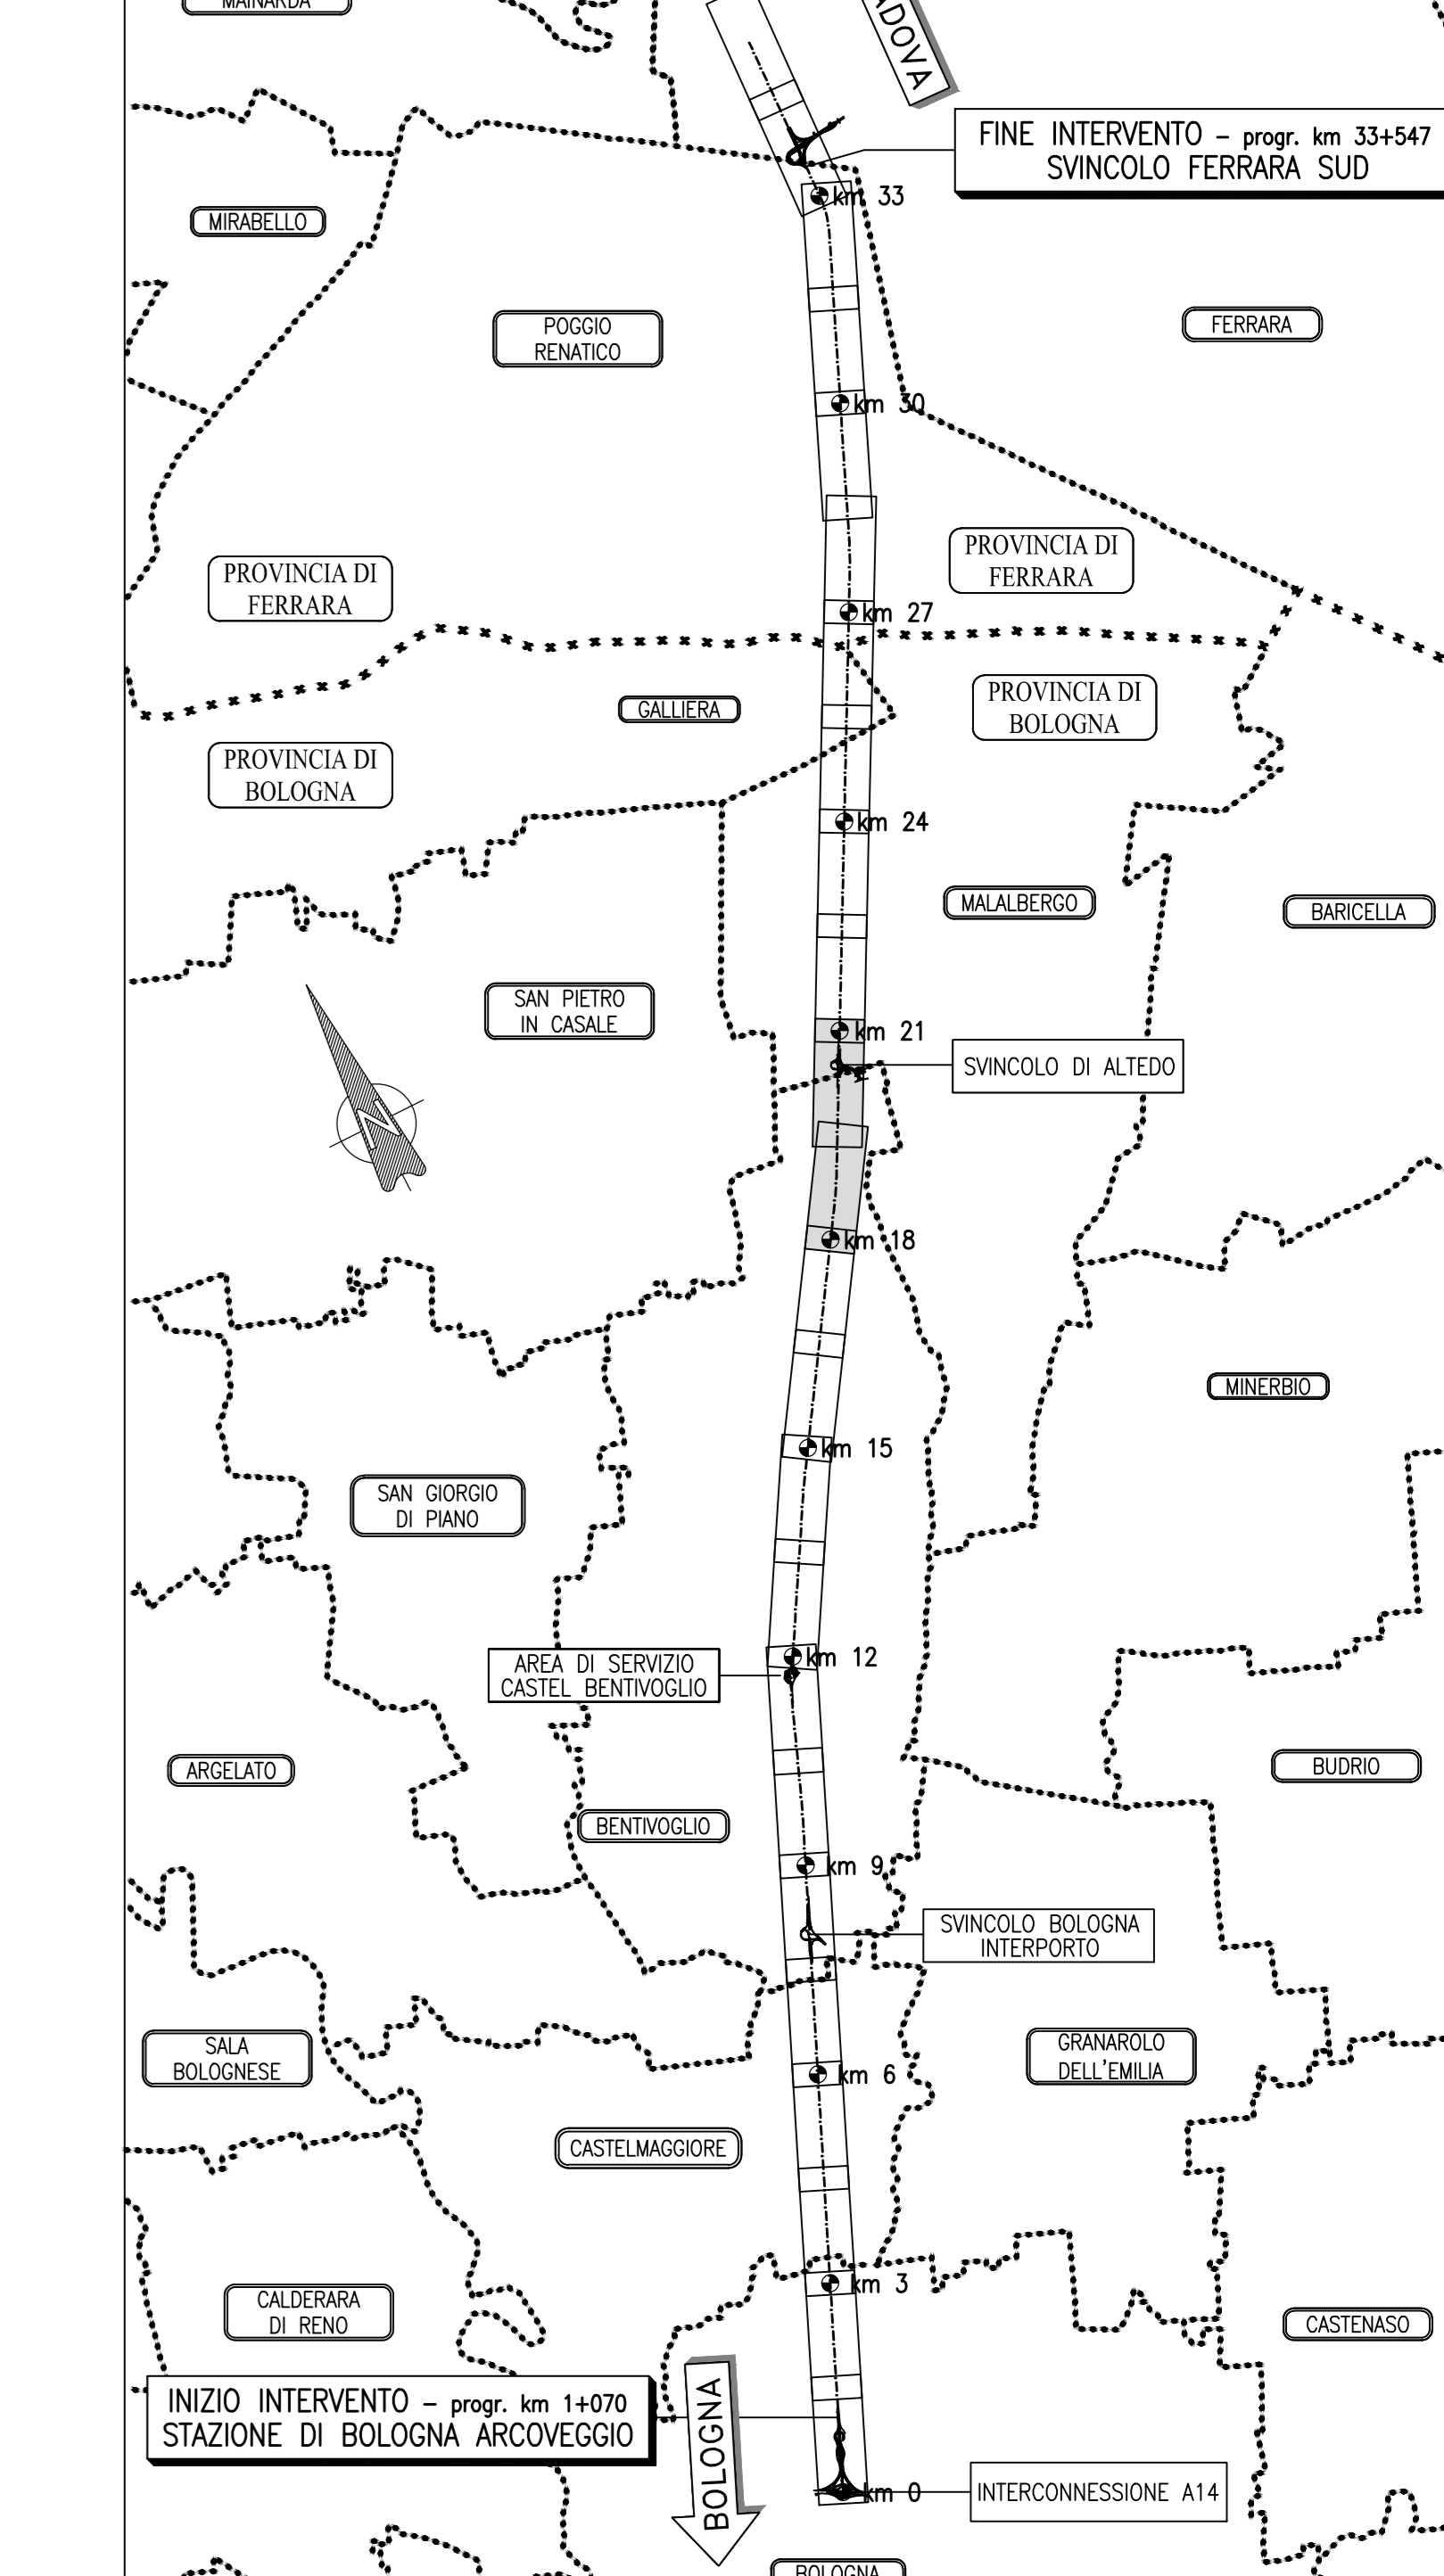 MAINARDA
ADOVA
FINE INTERVENTO – progr. km 33+547
SVINCOLO FERRARA SUD
km 33
MIRABELLO
POGGIO
RENATICO
FERRARA
km 30
PROVINCIA DI
FERRARA
PROVINCIA DI
FERRARA
km 27
GALLIERA
PROVINCIA DI
BOLOGNA
PROVINCIA DI
BOLOGNA
km 24
MALALBERGO
BARICELLA
SAN PIETRO
IN CASALE
km 21
SVINCOLO DI ALTEDO
N
km 18
MINERBIO
km 15
SAN GIORGIO
DI PIANO
km 12
AREA DI SERVIZIO
CASTEL BENTIVOGLIO
ARGELATO
BUDRIO
BENTIVOGLIO
km 9
SVINCOLO BOLOGNA
INTERPORTO
SALA
BOLOGNESE
GRANAROLO
DELL'EMILIA
km 6
CASTELMAGGIORE
km 3
CALDERARA
DI RENO
CASTENASO
INIZIO INTERVENTO – progr. km 1+070
STAZIONE DI BOLOGNA ARCOVEGGIO
BOLOGNA
km 0
INTERCONNESSIONE A14
BOLOGNA